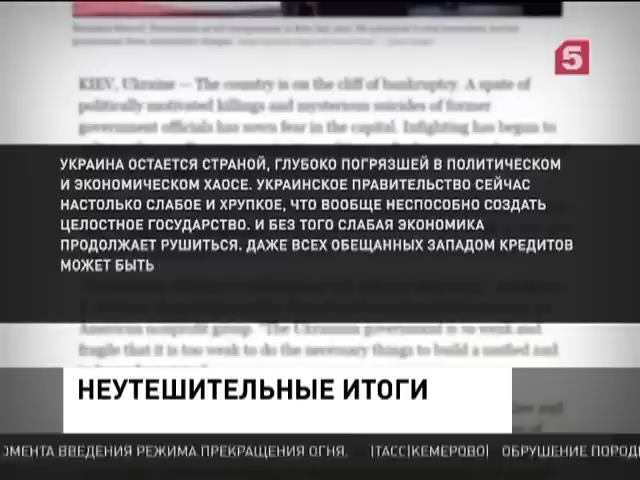 5
KIEV, Ukraine — The country is on the cliff of bankruptcy. A spate of
politically motivated killings and mysterious suicides of former
government officials has sown fear in the capital. Infighting has begun to
УКРАИНА ОСТАЕТСЯ СТРАНОЙ, ГЛУБОКО ПОГРЯЗШЕЙ В ПОЛИТИЧЕСКОМ
И ЭКОНОМИЧЕСКОМ ХАОСЕ. УКРАИНСКОЕ ПРАВИТЕЛЬСТВО СЕЙЧАС
НАСТОЛЬКО СЛАБОЕ И ХРУПКОЕ, ЧТО ВООБЩЕ НЕСПОСОБНО СОЗДАТЬ
ЦЕЛОСТНОЕ ГОСУДАРСТВО. И БЕЗ ТОГО СЛАБАЯ ЭКОНОМИКА
ПРОДОЛЖАЕТ РУШИТЬСЯ. ДАЖЕ ВСЕХ ОБЕЩАННЫХ ЗАПАДОМ КРЕДИТОВ
МОЖЕТ БЫТЬ
American nonprofit group. "The Ukrainian government is so weak and
fragile that it is too weak to do the necessary things to build a unified and
НЕУТЕШИТЕЛЬНЫЕ ИТОГИ
ОМЕНТА ВВЕДЕНИЯ РЕЖИМА ПРЕКРАЩЕНИЯ ОГНЯ. |ТАСС|КЕМЕРОВО| ОБРУШЕНИЕ ПОРОДЫ